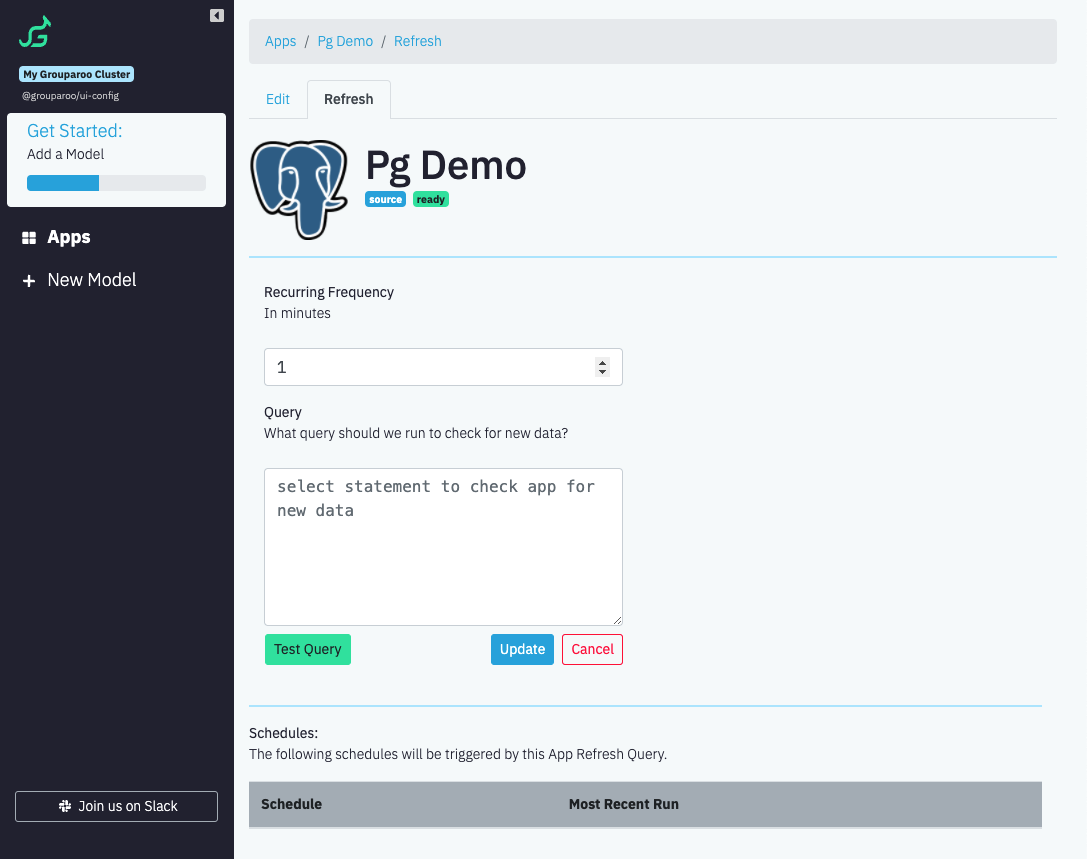 My Grouparoo Cluster
@grouparoo/ui-config
Get Started:
Add a Model
Apps
New Model
Join us on Slack
Apps / Pg Demo / Refresh
Edit Refresh
Pg Demo
source ready
Recurring Frequency
In minutes
1
Query
What query should we run to check for new data?
select statement to check app for
new data
Test Query Update Cancel
Schedules:
The following schedules will be triggered by this App Refresh Query.
Schedule Most Recent Run